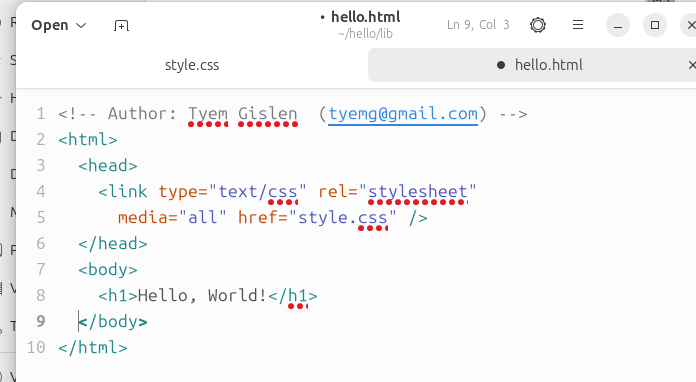 Open
• hello.html
~/hello/lib
Ln 9, Col 3
style.css
● hello.html
1 <!-- Author: Tyem Gislen  (tyemg@gmail.com) -->
2 <html>
3   <head>
4     <link type="text/css" rel="stylesheet"
5       media="all" href="style.css" />
6   </head>
7   <body>
8     <h1>Hello, World!</h1>
9   </body>
10 </html>